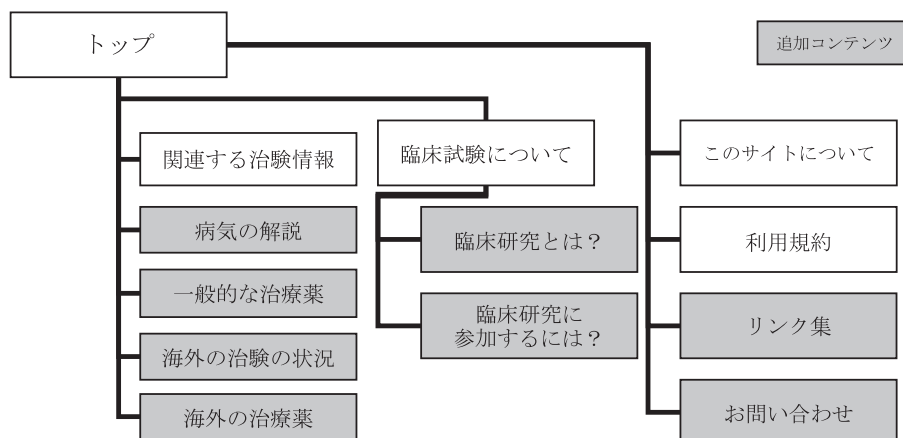 トップ
追加コンテンツ
関連する治験情報
病気の解説
一般的な治療薬
海外の治験の状況
海外の治療薬
臨床試験について
臨床研究とは？
臨床研究に
参加するには？
このサイトについて
利用規約
リンク集
お問い合わせ